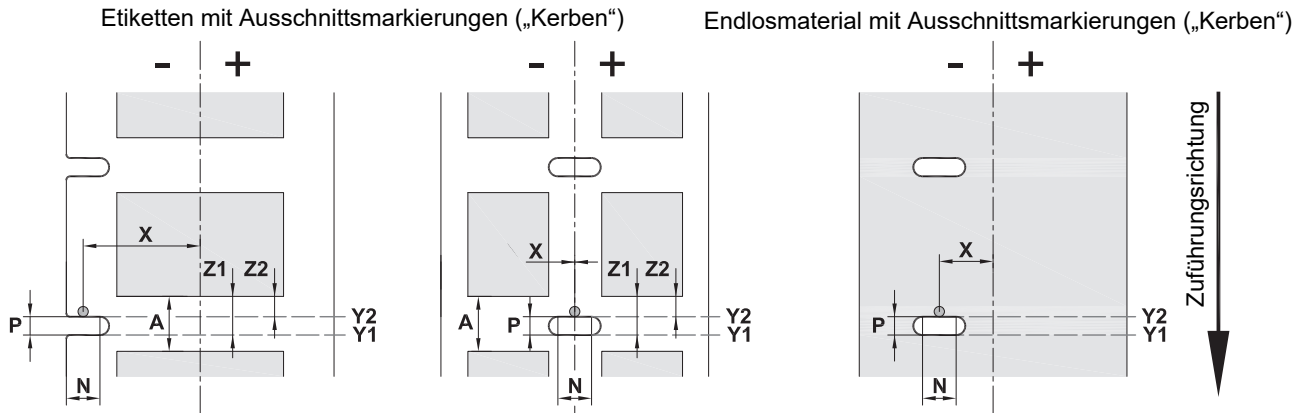 Etiketten mit Ausschnittsmarkierungen („Kerben“)
Endlosmaterial mit Ausschnittsmarkierungen („Kerben“)
- +
- +
- +
Zuführungsrichtung
X
Z1 Z2
P
A
Y2
Y1
N
X
Z1 Z2
A
P
Y2
Y1
N
X
P
Y2
Y1
N